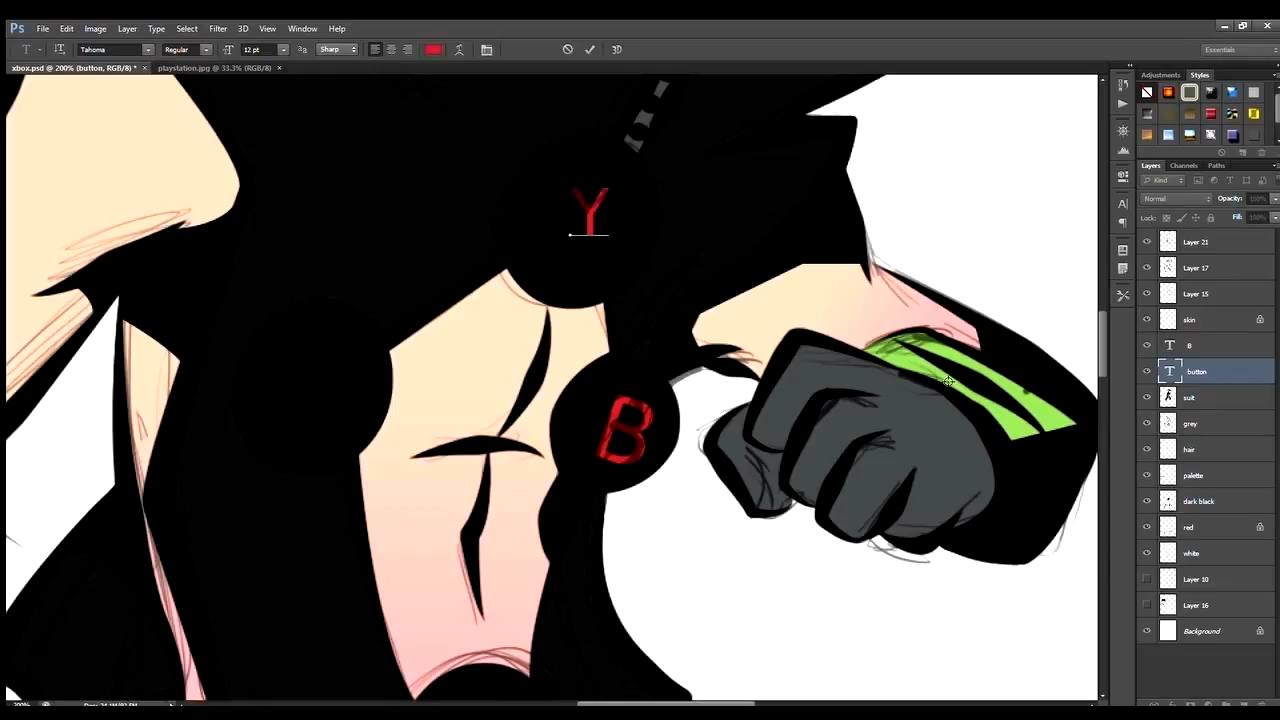 Ps File Edit Image Layer Type Select Filter 3D View Window Help
T Tahoma Regular 12 pt Sharp 3D Essentials
xbox.psd @ 200% (button, RGB/8) * × playstation.jpg @ 33.3% (RGB/8) ×
Adjustments Styles
Layers Channels Paths
Kind
Normal Opacity: 100%
Lock: Fill: 100%
Layer 21
Layer 17
Layer 15
skin
T B
T button
suit
grey
hair
palette
dark black
red
white
Layer 10
Layer 16
Background
Y
B
200%